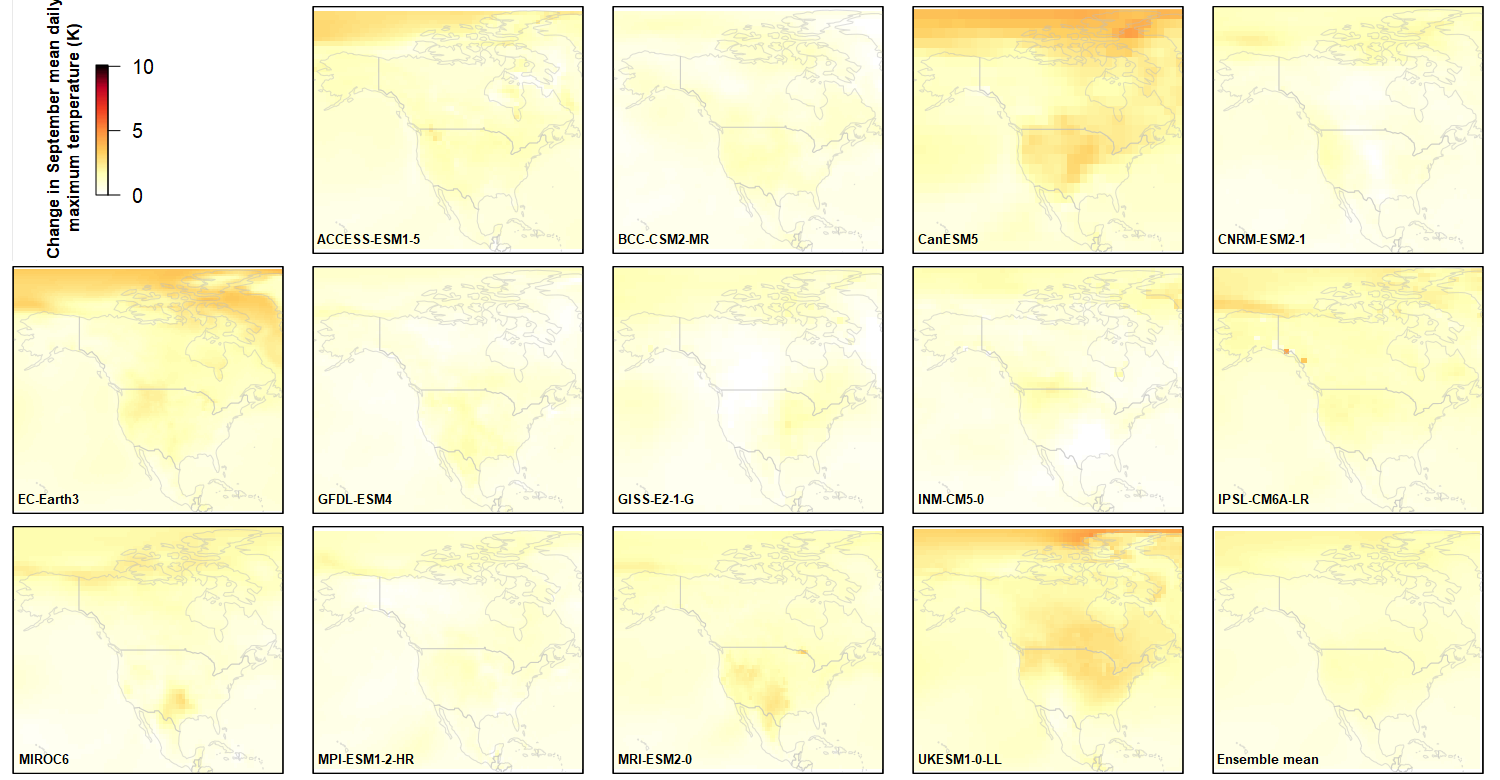 Change in September mean daily
maximum temperature (K)
10
5
0
ACCESS-ESM1-5
BCC-CSM2-MR
CanESM5
CNRM-ESM2-1
EC-Earth3
GFDL-ESM4
GISS-E2-1-G
INM-CM5-0
IPSL-CM6A-LR
MIROC6
MPI-ESM1-2-HR
MRI-ESM2-0
UKESM1-0-LL
Ensemble mean